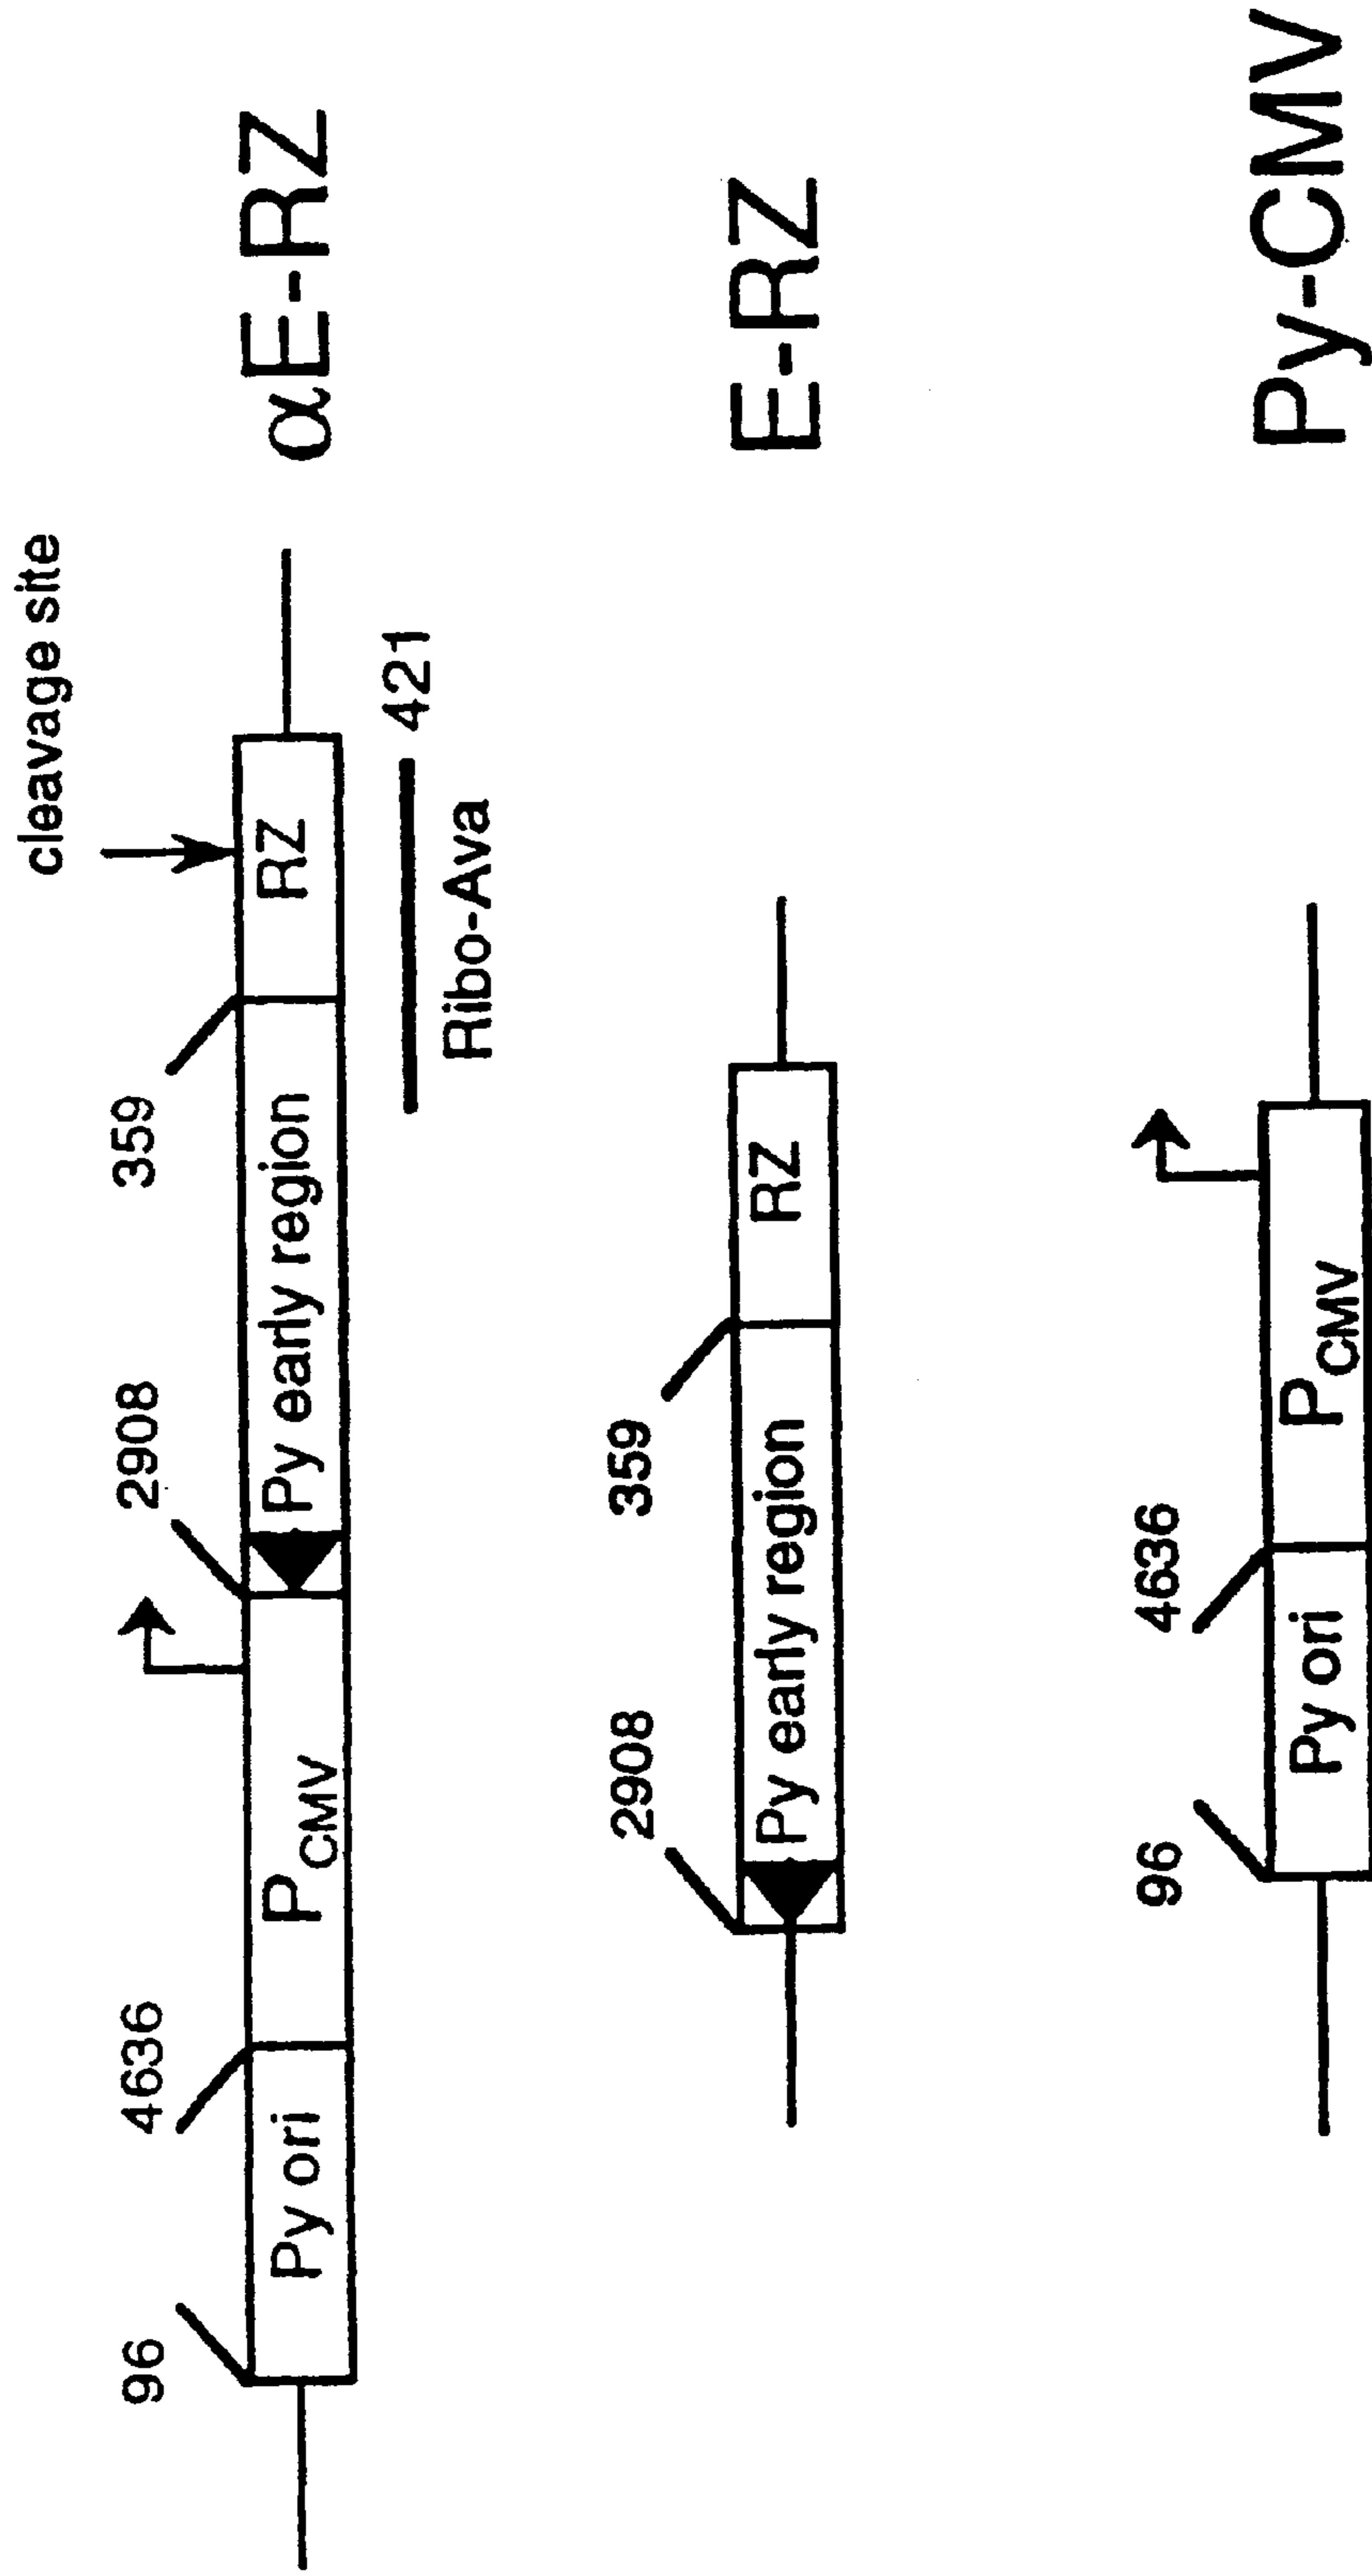 cleavage site
96
4636
2908
359
Py ori
P CMV
Py early region
RZ
αE-RZ
421
Ribo-Ava
2908
359
Py early region
RZ
E-RZ
96
4636
Py ori
P CMV
Py-CMV